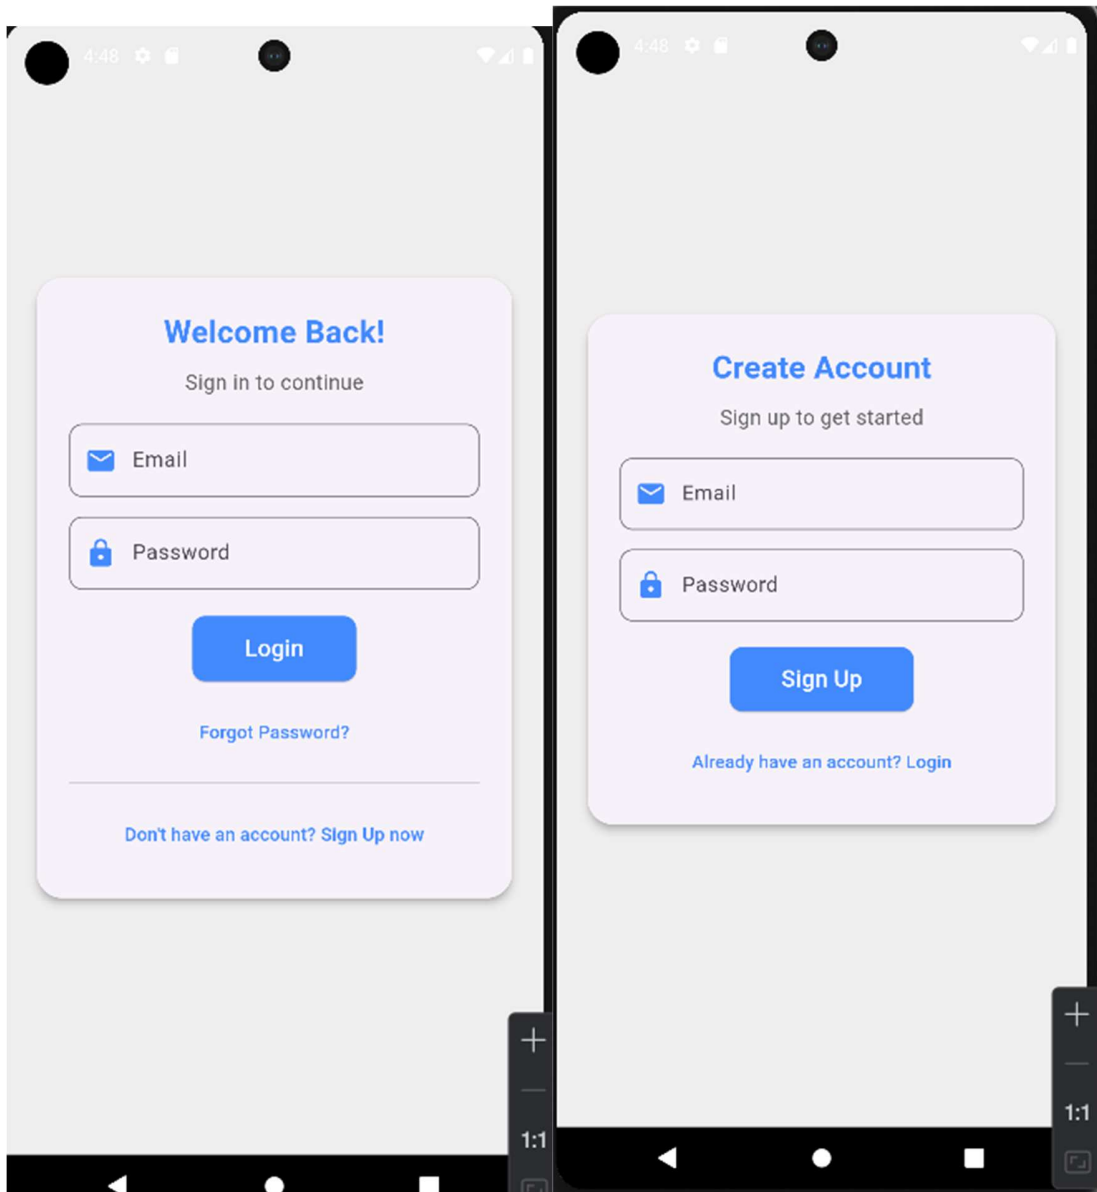 4:48
Welcome Back!
Sign in to continue
Email
Password
Login
Forgot Password?
Don't have an account? Sign Up now
1:1
4:48
Create Account
Sign up to get started
Email
Password
Sign Up
Already have an account? Login
1:1